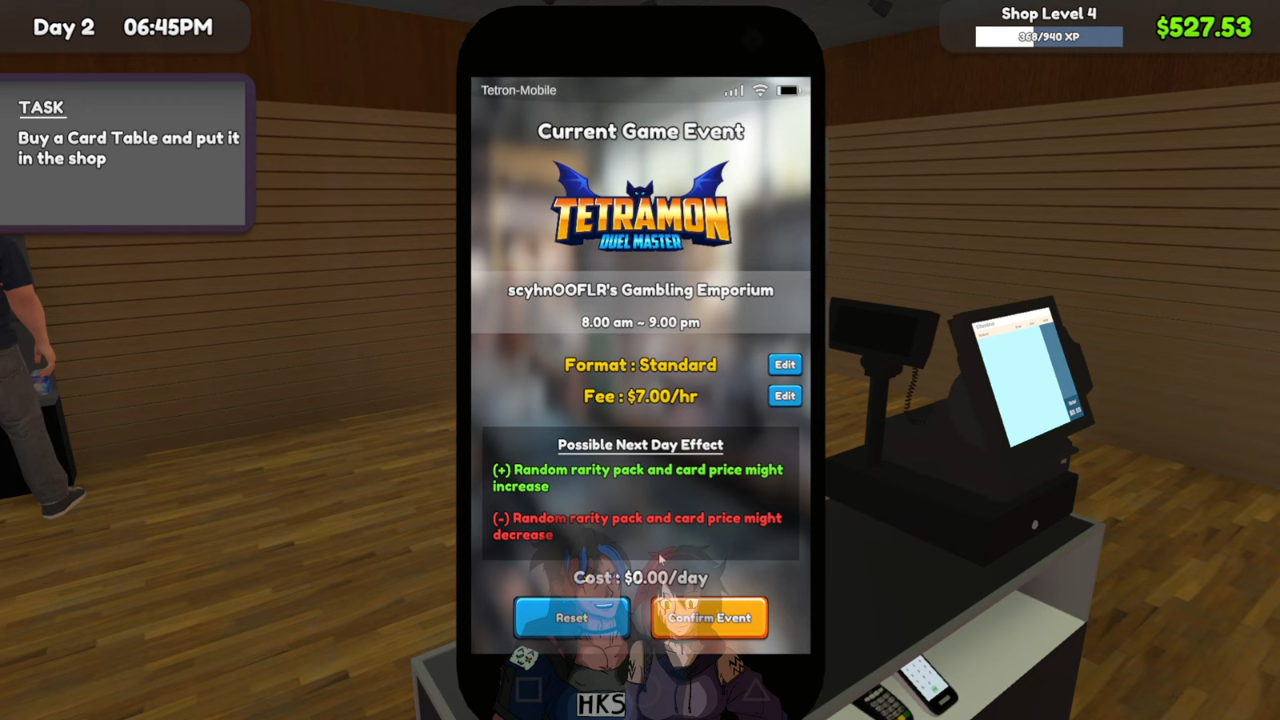 Day 2 06:45PM
Shop Level 4
368/940 XP
$527.53
TASK
Buy a Card Table and put it
in the shop
Tetron-Mobile
Current Game Event
TETRAMON
DUEL MASTER
scyhnOOFLR's Gambling Emporium
8.00 am ~ 9.00 pm
Format : Standard
Edit
Fee : $7.00/hr
Edit
Possible Next Day Effect
(+) Random rarity pack and card price might
increase
(-) Random rarity pack and card price might
decrease
Cost : $0.00/day
Reset
Confirm Event
HKS